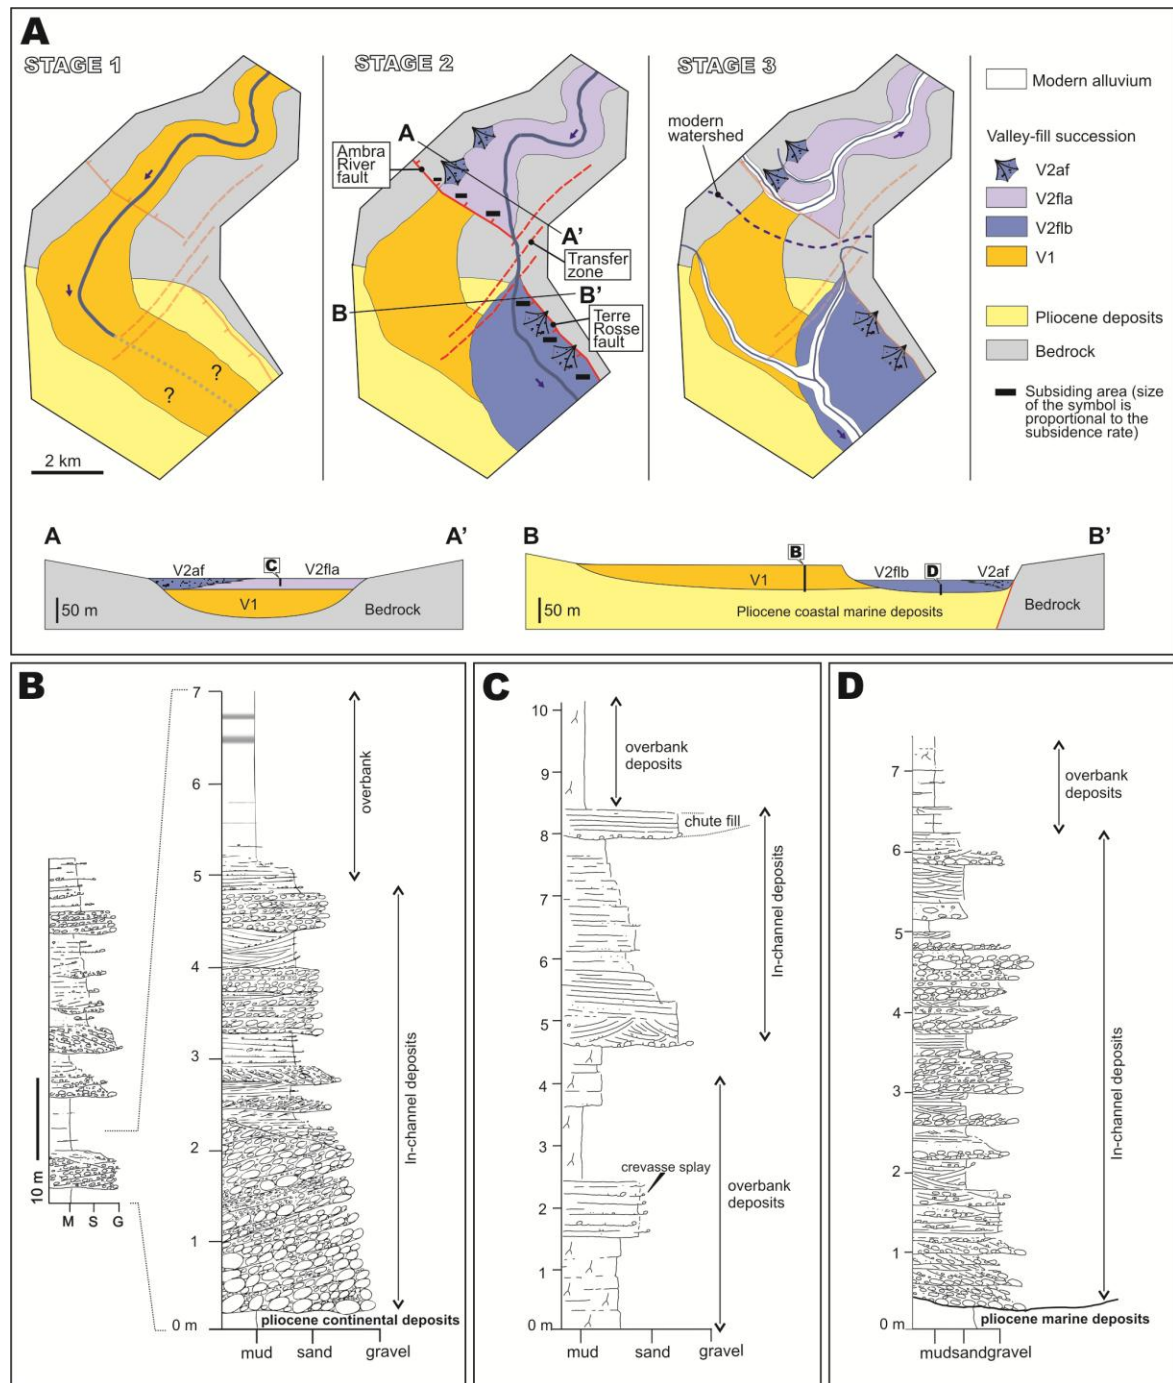 A
STAGE 1
STAGE 2
STAGE 3
Ambra
River
fault
A
A'
Transfer
zone
B
B'
Terre
Rosse
fault
modern
watershed
?
?
2 km
Modern alluvium
Valley-fill succession
V2af
V2fla
V2flb
V1
Pliocene deposits
Bedrock
Subsiding area (size
of the symbol is
proportional to the
subsidence rate)
A
A'
V2af
C
V2fla
V1
Bedrock
50 m
B
B'
B
V1
V2flb
D
V2af
50 m
Pliocene coastal marine deposits
Bedrock
B
7
6
5
4
3
2
1
0 m
overbank
In-channel deposits
10 m
M S G
pliocene continental deposits
mud sand gravel
C
10
9
8
7
6
5
4
3
2
1
0 m
overbank
deposits
chute fill
In-channel deposits
crevasse splay
overbank
deposits
mud sand gravel
D
7
6
5
4
3
2
1
0 m
overbank
deposits
In-channel deposits
pliocene marine deposits
mudsandgravel